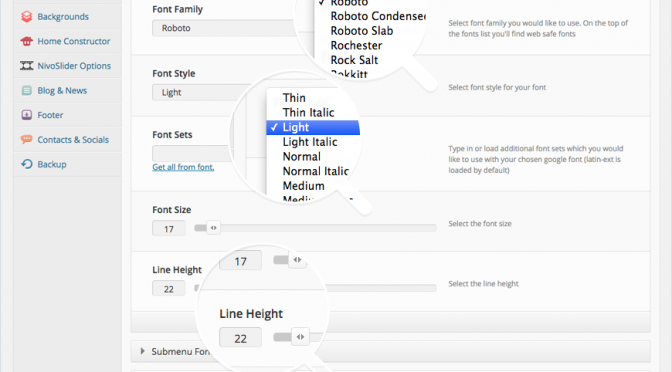 Backgrounds
Home Constructor
NivoSlider Options
Blog & News
Footer
Contacts & Socials
Backup
Font Family
Roboto
✓ Roboto
Roboto Condensed
Roboto Slab
Rochester
Rock Salt
Rokkitt
Select font family you would like to use. On top of
the fonts list you'll find web safe fonts
Font Style
Light
Thin
Thin Italic
✓ Light
Light Italic
Normal
Normal Italic
Medium
Select font style for your font
Font Sets
Get all from font.
Type in or load additional font sets which you would
like to use with your chosen google font (latin-ext is
loaded by default)
Font Size
17
Select the font size
Line Height
22
Select the line height
17
Line Height
22
Submenu Fon